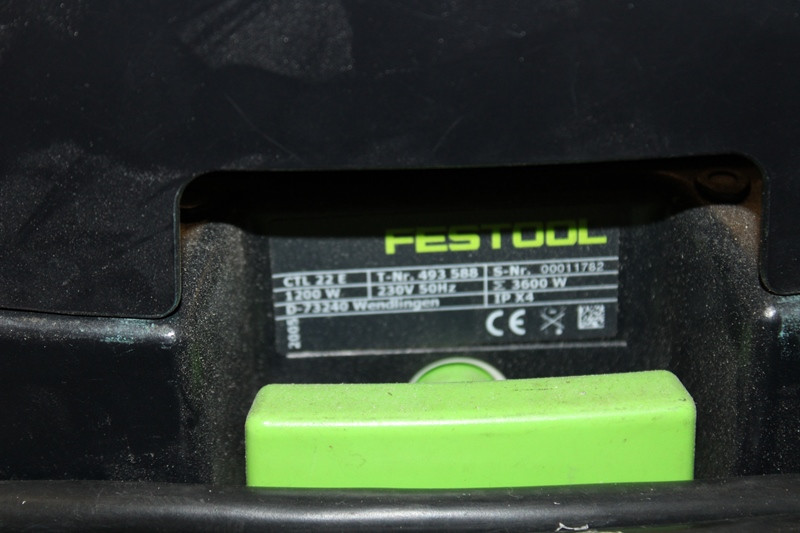 FESTOOL
CTL 22 E T-Nr. 493 588 S-Nr. 00011782
1200 W 230V 50Hz Σ 3600 W
D-73240 Wendlingen IP X4
2005
CE